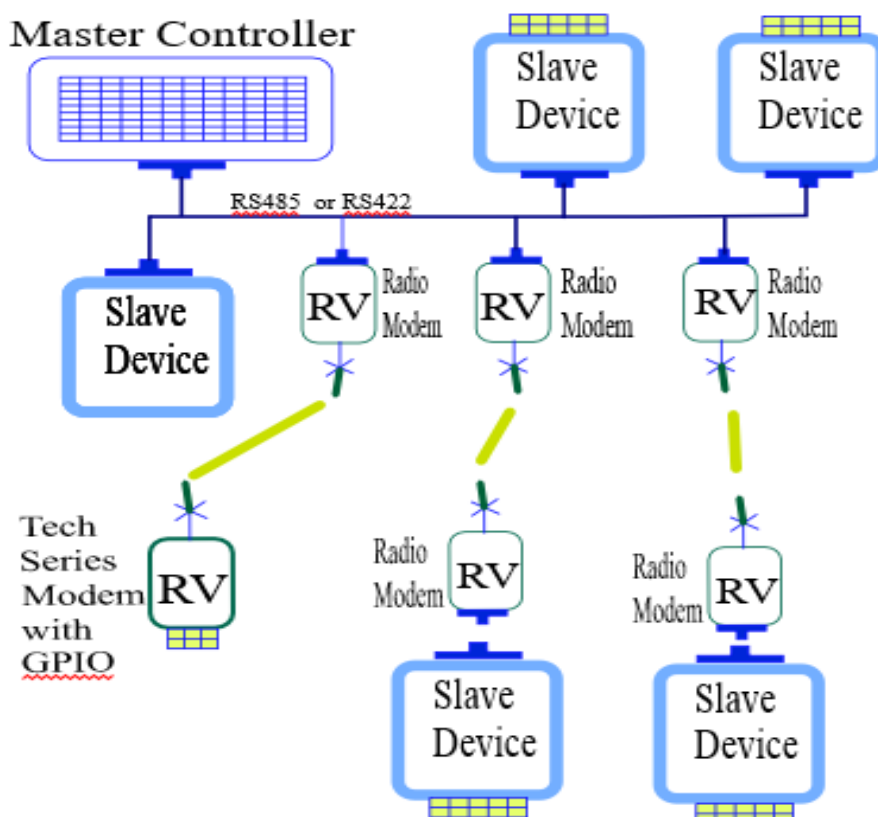 Master Controller
Slave
Device
Slave
Device
RS485 or RS422
Slave
Device
RV
Radio
Modem
RV
Radio
Modem
RV
Radio
Modem
Tech
Series
Modem
with
GPIO
RV
Radio
Modem
RV
Radio
Modem
RV
Slave
Device
Slave
Device